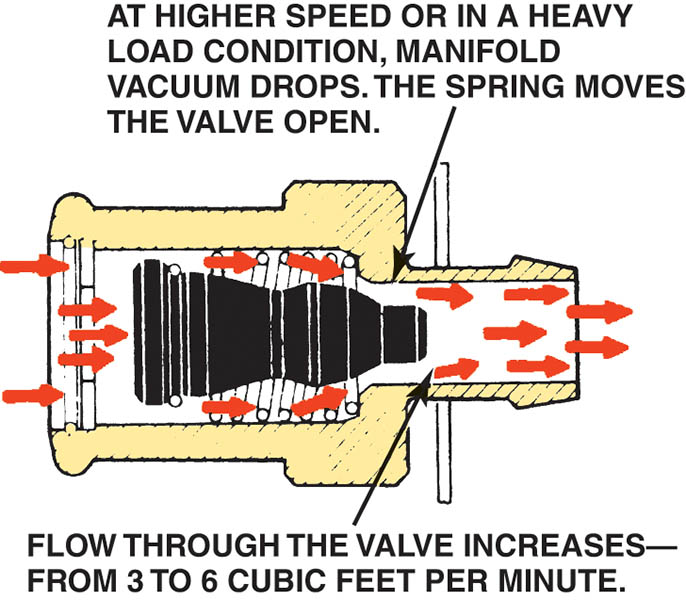 AT HIGHER SPEED OR IN A HEAVY
LOAD CONDITION, MANIFOLD
VACUUM DROPS. THE SPRING MOVES
THE VALVE OPEN.
FLOW THROUGH THE VALVE INCREASES—
FROM 3 TO 6 CUBIC FEET PER MINUTE.